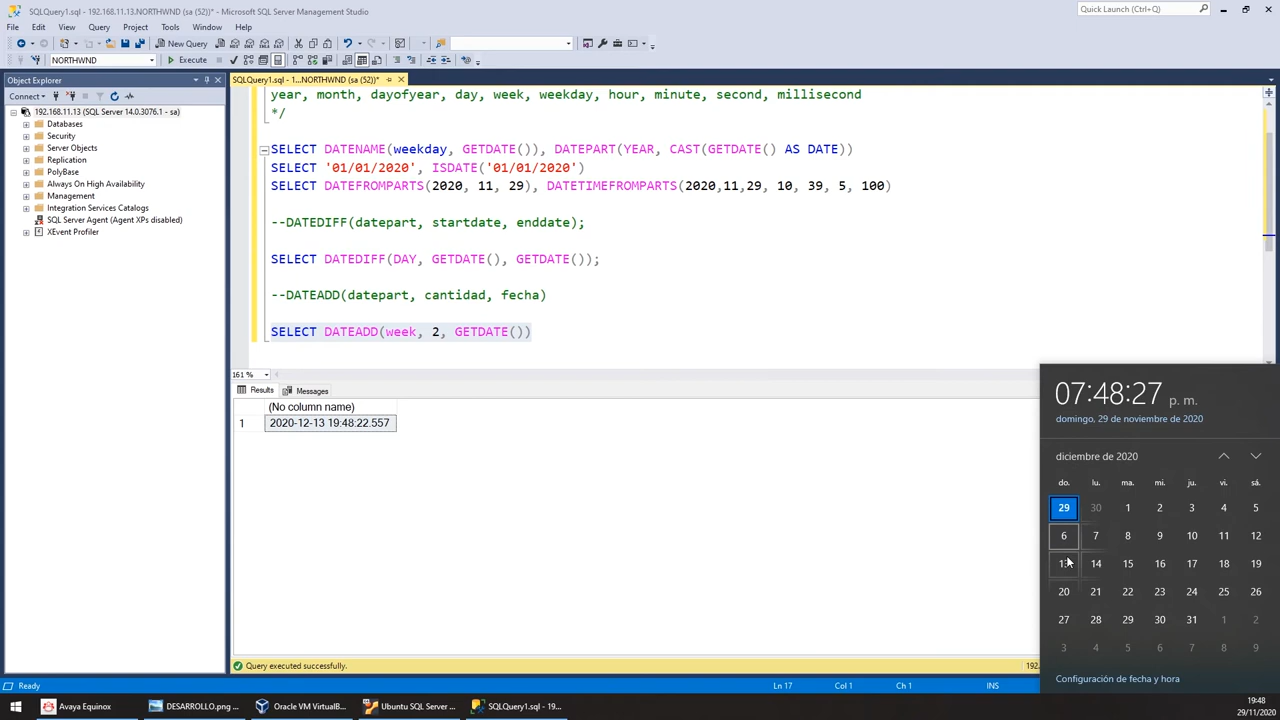 SQLQuery1.sql - 192.168.11.13.NORTHWND (sa (52))* - Microsoft SQL Server Management Studio
Quick Launch (Ctrl+Q)
File Edit View Query Project Tools Window Help
New Query
NORTHWND Execute
Object Explorer
SQLQuery1.sql - 1...NORTHWND (sa (52))*
Connect
192.168.11.13 (SQL Server 14.0.3076.1 - sa)
Databases
Security
Server Objects
Replication
PolyBase
Always On High Availability
Management
Integration Services Catalogs
SQL Server Agent (Agent XPs disabled)
XEvent Profiler
year, month, dayofyear, day, week, weekday, hour, minute, second, millisecond
*/
SELECT DATENAME(weekday, GETDATE()), DATEPART(YEAR, CAST(GETDATE() AS DATE))
SELECT '01/01/2020', ISDATE('01/01/2020')
SELECT DATEFROMPARTS(2020, 11, 29), DATETIMEFROMPARTS(2020,11,29, 10, 39, 5, 100)
--DATEDIFF(datepart, startdate, enddate);
SELECT DATEDIFF(DAY, GETDATE(), GETDATE());
--DATEADD(datepart, cantidad, fecha)
SELECT DATEADD(week, 2, GETDATE())
161 %
Results Messages
(No column name)
1 2020-12-13 19:48:22.557
Query executed successfully.
192.
07:48:27 p. m.
domingo, 29 de noviembre de 2020
diciembre de 2020
do. lu. ma. mi. ju. vi. sá.
29 30 1 2 3 4 5
6 7 8 9 10 11 12
13 14 15 16 17 18 19
20 21 22 23 24 25 26
27 28 29 30 31 1 2
3 4 5 6 7 8 9
Configuración de fecha y hora
Ready Ln 17 Col 1 Ch 1 INS
Avaya Equinox DESARROLLO.png ... Oracle VM VirtualB... Ubuntu SQL Server ... SQLQuery1.sql - 19...
19:48
29/11/2020